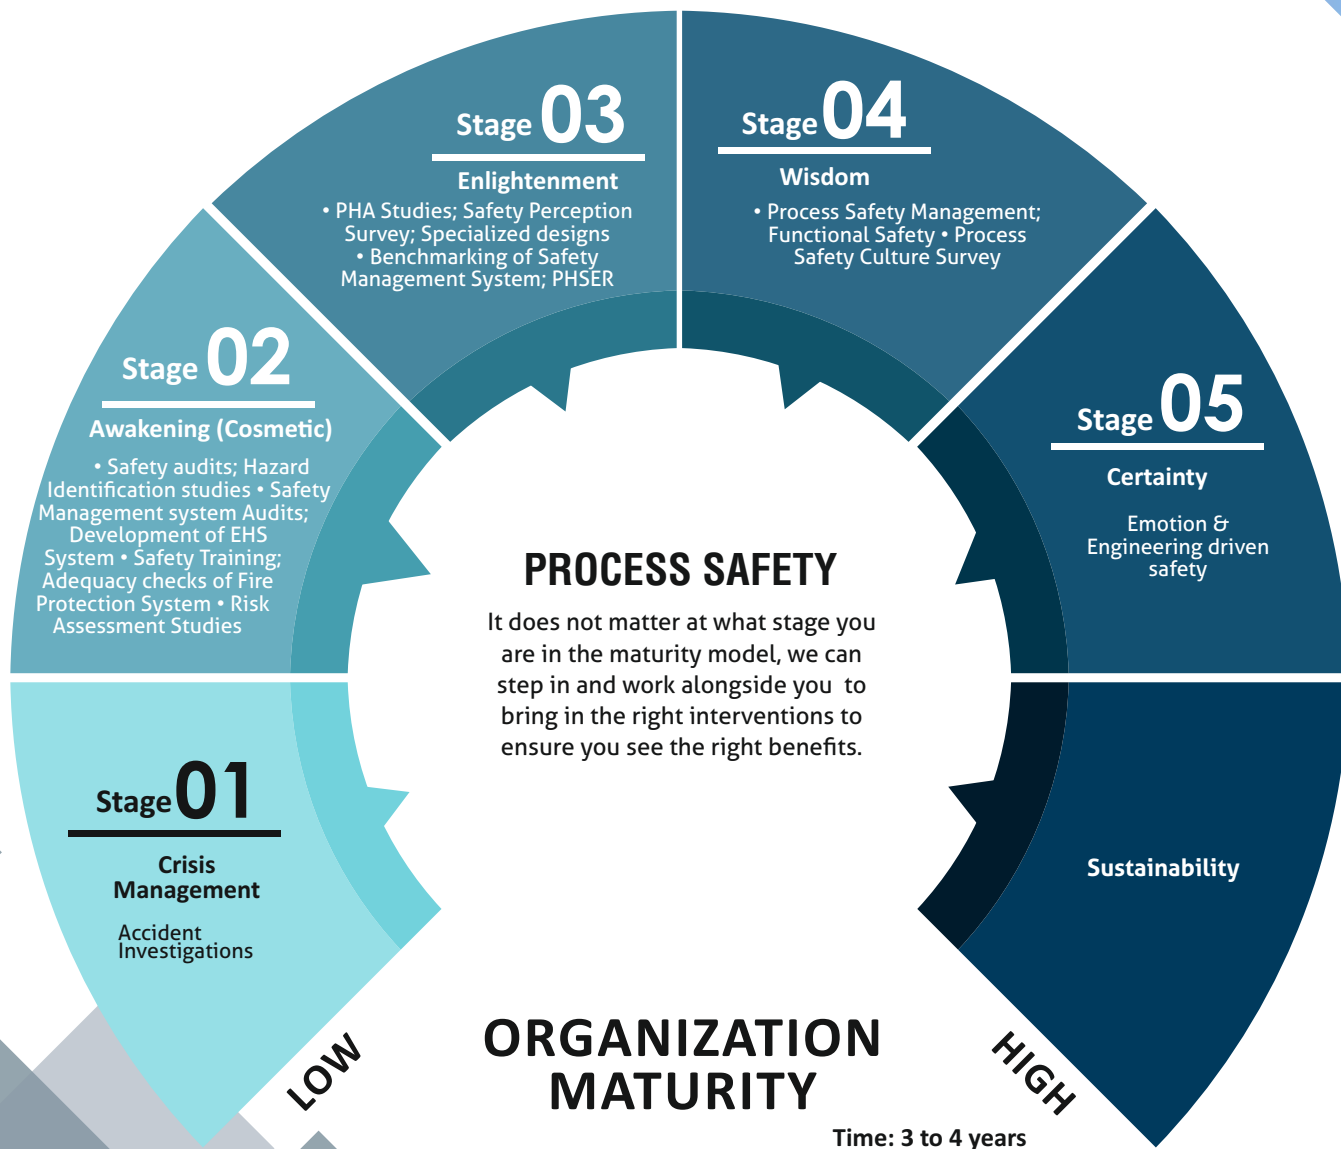 Stage 01
Crisis
Management
Accident
Investigations
Stage 02
Awakening (Cosmetic)
• Safety audits; Hazard
Identification studies • Safety
Management system Audits;
Development of EHS
System • Safety Training;
Adequacy checks of Fire
Protection System • Risk
Assessment Studies
Stage 03
Enlightenment
• PHA Studies; Safety Perception
Survey; Specialized designs
• Benchmarking of Safety
Management System; PHSER
Stage 04
Wisdom
• Process Safety Management;
Functional Safety • Process
Safety Culture Survey
Stage 05
Certainty
Emotion &
Engineering driven
safety
Sustainability
PROCESS SAFETY
It does not matter at what stage you
are in the maturity model, we can
step in and work alongside you to
bring in the right interventions to
ensure you see the right benefits.
LOW
ORGANIZATION
MATURITY
HIGH
Time: 3 to 4 years